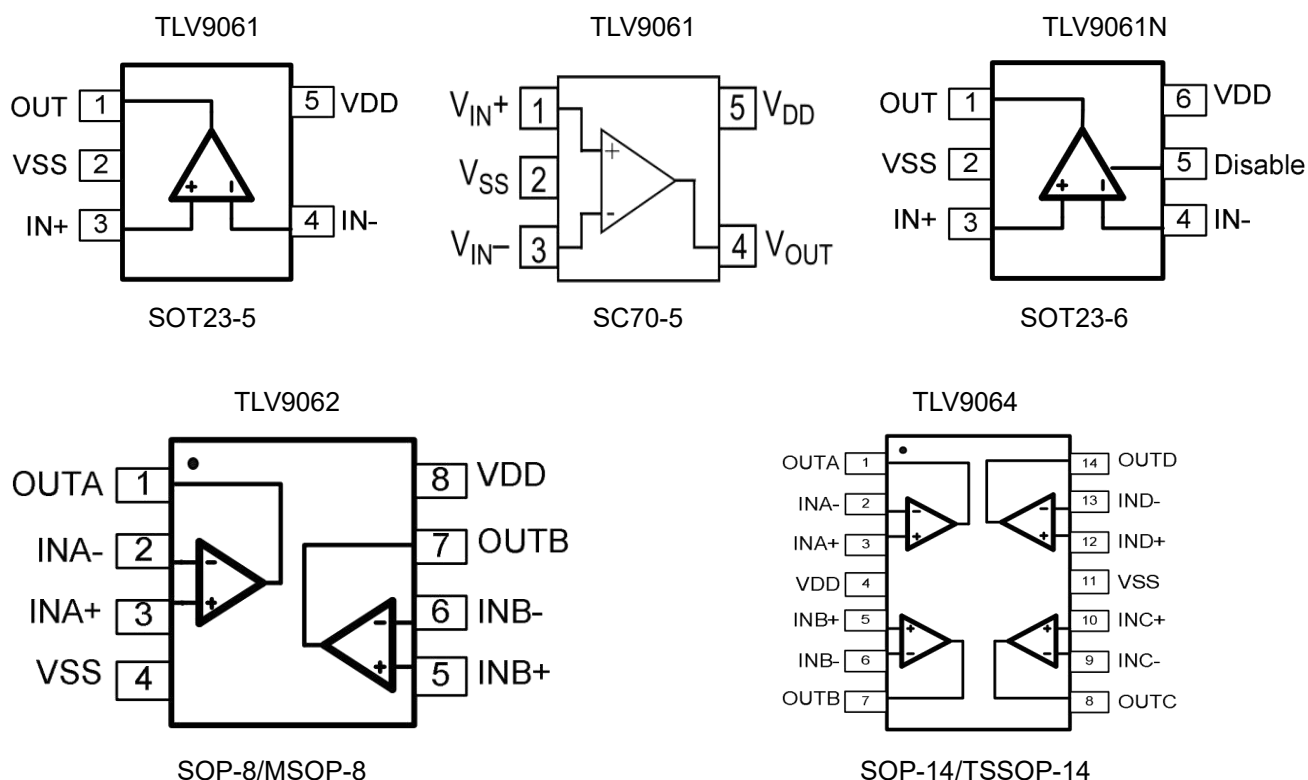 TLV9061
OUT 1
VSS 2
IN+ 3
5 VDD
4 IN-
+ -
SOT23-5
TLV9061
VIN+ 1
VSS 2
VIN- 3
5 VDD
4 VOUT
+
-
SC70-5
TLV9061N
OUT 1
VSS 2
IN+ 3
6 VDD
5 Disable
4 IN-
+ -
SOT23-6
TLV9062
OUTA 1
INA- 2
INA+ 3
VSS 4
8 VDD
7 OUTB
6 INB-
5 INB+
-
+
-
+
SOP-8/MSOP-8
TLV9064
OUTA 1
INA- 2
INA+ 3
VDD 4
INB+ 5
INB- 6
OUTB 7
14 OUTD
13 IND-
12 IND+
11 VSS
10 INC+
9 INC-
8 OUTC
-
+
-
+
+
-
+
-
SOP-14/TSSOP-14